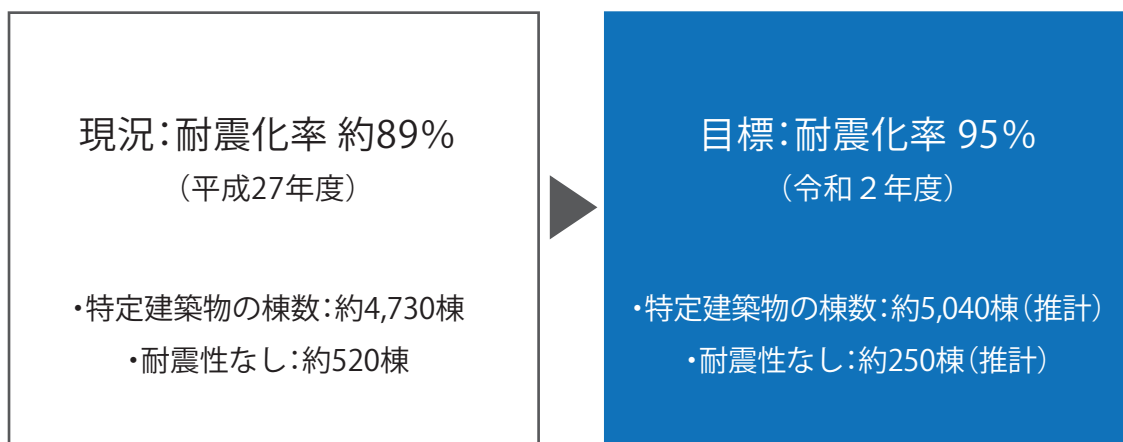 現況：耐震化率 約89%
（平成27年度）
・特定建築物の棟数：約4,730棟
・耐震性なし：約520棟
目標：耐震化率 95%
（令和２年度）
・特定建築物の棟数：約5,040棟（推計）
・耐震性なし：約250棟（推計）